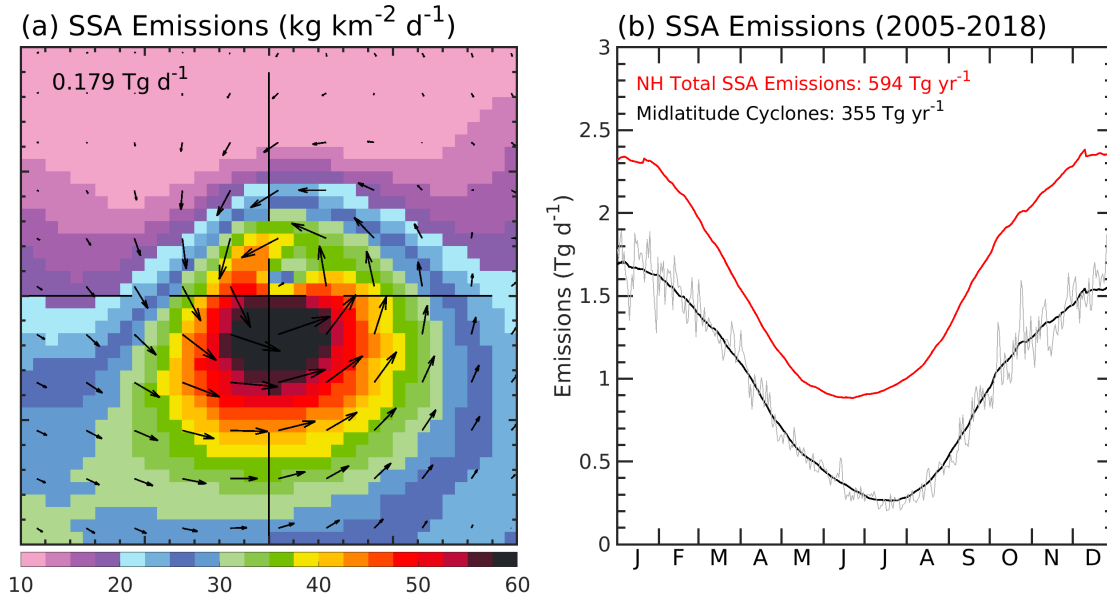 (a) SSA Emissions (kg km-2 d-1)
0.179 Tg d-1
10 20 30 40 50 60
(b) SSA Emissions (2005-2018)
NH Total SSA Emissions: 594 Tg yr-1
Midlatitude Cyclones: 355 Tg yr-1
Emissions (Tg d-1)
3
2.5
2
1.5
1
0.5
0
J F M A M J J A S O N D